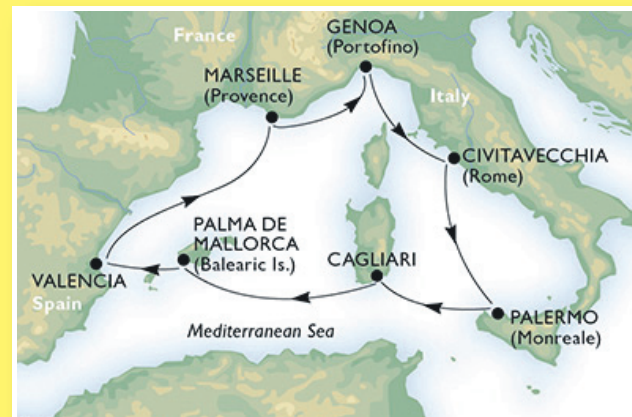 France
GENOA
(Portofino)
MARSEILLE
(Provence)
Italy
CIVITAVECCHIA
(Rome)
PALMA DE
MALLORCA
(Balearic Is.)
CAGLIARI
VALENCIA
Spain
PALERMO
(Monreale)
Mediterranean Sea